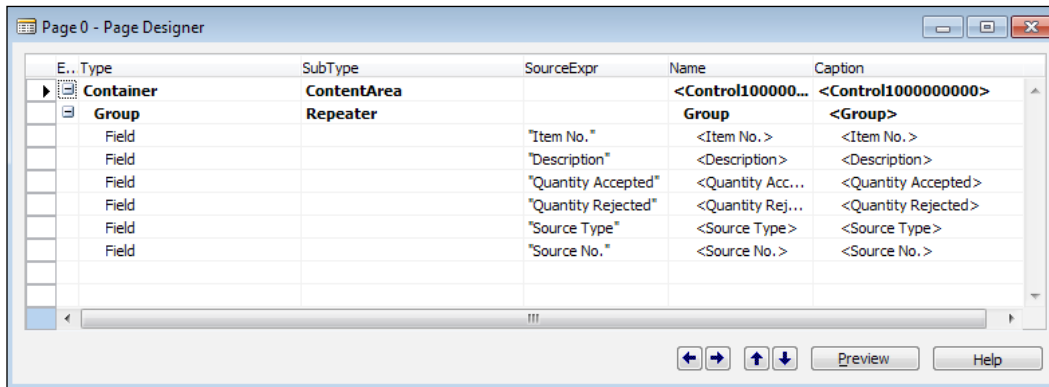 Page 0 - Page Designer
E.. Type SubType SourceExpr Name Caption
Container ContentArea <Control100000... <Control1000000000>
Group Repeater Group <Group>
Field "Item No." <Item No.> <Item No.>
Field "Description" <Description> <Description>
Field "Quantity Accepted" <Quantity Acc... <Quantity Accepted>
Field "Quantity Rejected" <Quantity Rej... <Quantity Rejected>
Field "Source Type" <Source Type> <Source Type>
Field "Source No." <Source No.> <Source No.>
Preview Help